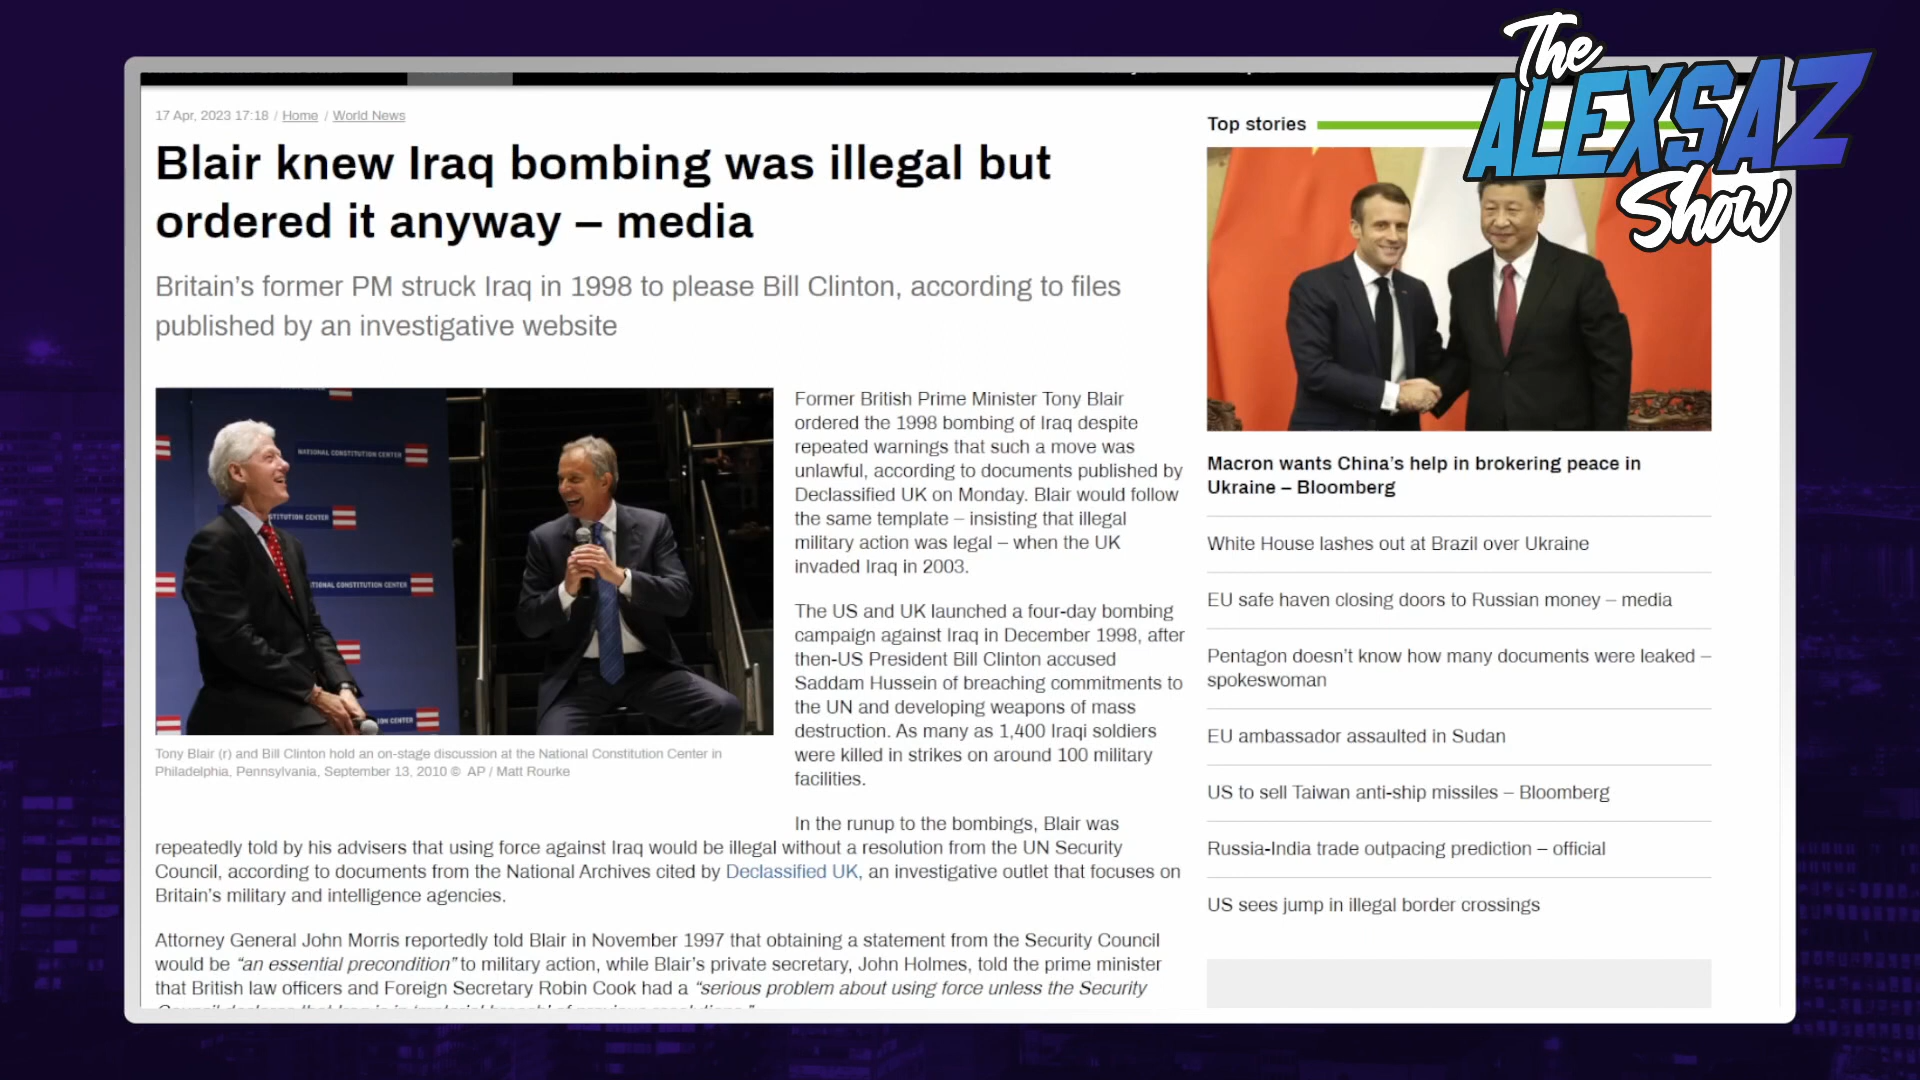 The
ALEXSAZ
Show
17 Apr, 2023 17:18 / Home / World News
Blair knew Iraq bombing was illegal but
ordered it anyway – media
Britain's former PM struck Iraq in 1998 to please Bill Clinton, according to files
published by an investigative website
NATIONAL CONSTITUTION CENTER
STITUTION CENTER
TIONAL CONSTITUTION CENTER
ION CENTER
Tony Blair (r) and Bill Clinton hold an on-stage discussion at the National Constitution Center in
Philadelphia, Pennsylvania, September 13, 2010 © AP / Matt Rourke
Former British Prime Minister Tony Blair
ordered the 1998 bombing of Iraq despite
repeated warnings that such a move was
unlawful, according to documents published by
Declassified UK on Monday. Blair would follow
the same template – insisting that illegal
military action was legal – when the UK
invaded Iraq in 2003.
The US and UK launched a four-day bombing
campaign against Iraq in December 1998, after
then-US President Bill Clinton accused
Saddam Hussein of breaching commitments to
the UN and developing weapons of mass
destruction. As many as 1,400 Iraqi soldiers
were killed in strikes on around 100 military
facilities.
In the runup to the bombings, Blair was
repeatedly told by his advisers that using force against Iraq would be illegal without a resolution from the UN Security
Council, according to documents from the National Archives cited by Declassified UK, an investigative outlet that focuses on
Britain's military and intelligence agencies.
Attorney General John Morris reportedly told Blair in November 1997 that obtaining a statement from the Security Council
would be “an essential precondition” to military action, while Blair's private secretary, John Holmes, told the prime minister
that British law officers and Foreign Secretary Robin Cook had a “serious problem about using force unless the Security
Top stories
Macron wants China's help in brokering peace in
Ukraine – Bloomberg
White House lashes out at Brazil over Ukraine
EU safe haven closing doors to Russian money – media
Pentagon doesn't know how many documents were leaked –
spokeswoman
EU ambassador assaulted in Sudan
US to sell Taiwan anti-ship missiles – Bloomberg
Russia-India trade outpacing prediction – official
US sees jump in illegal border crossings